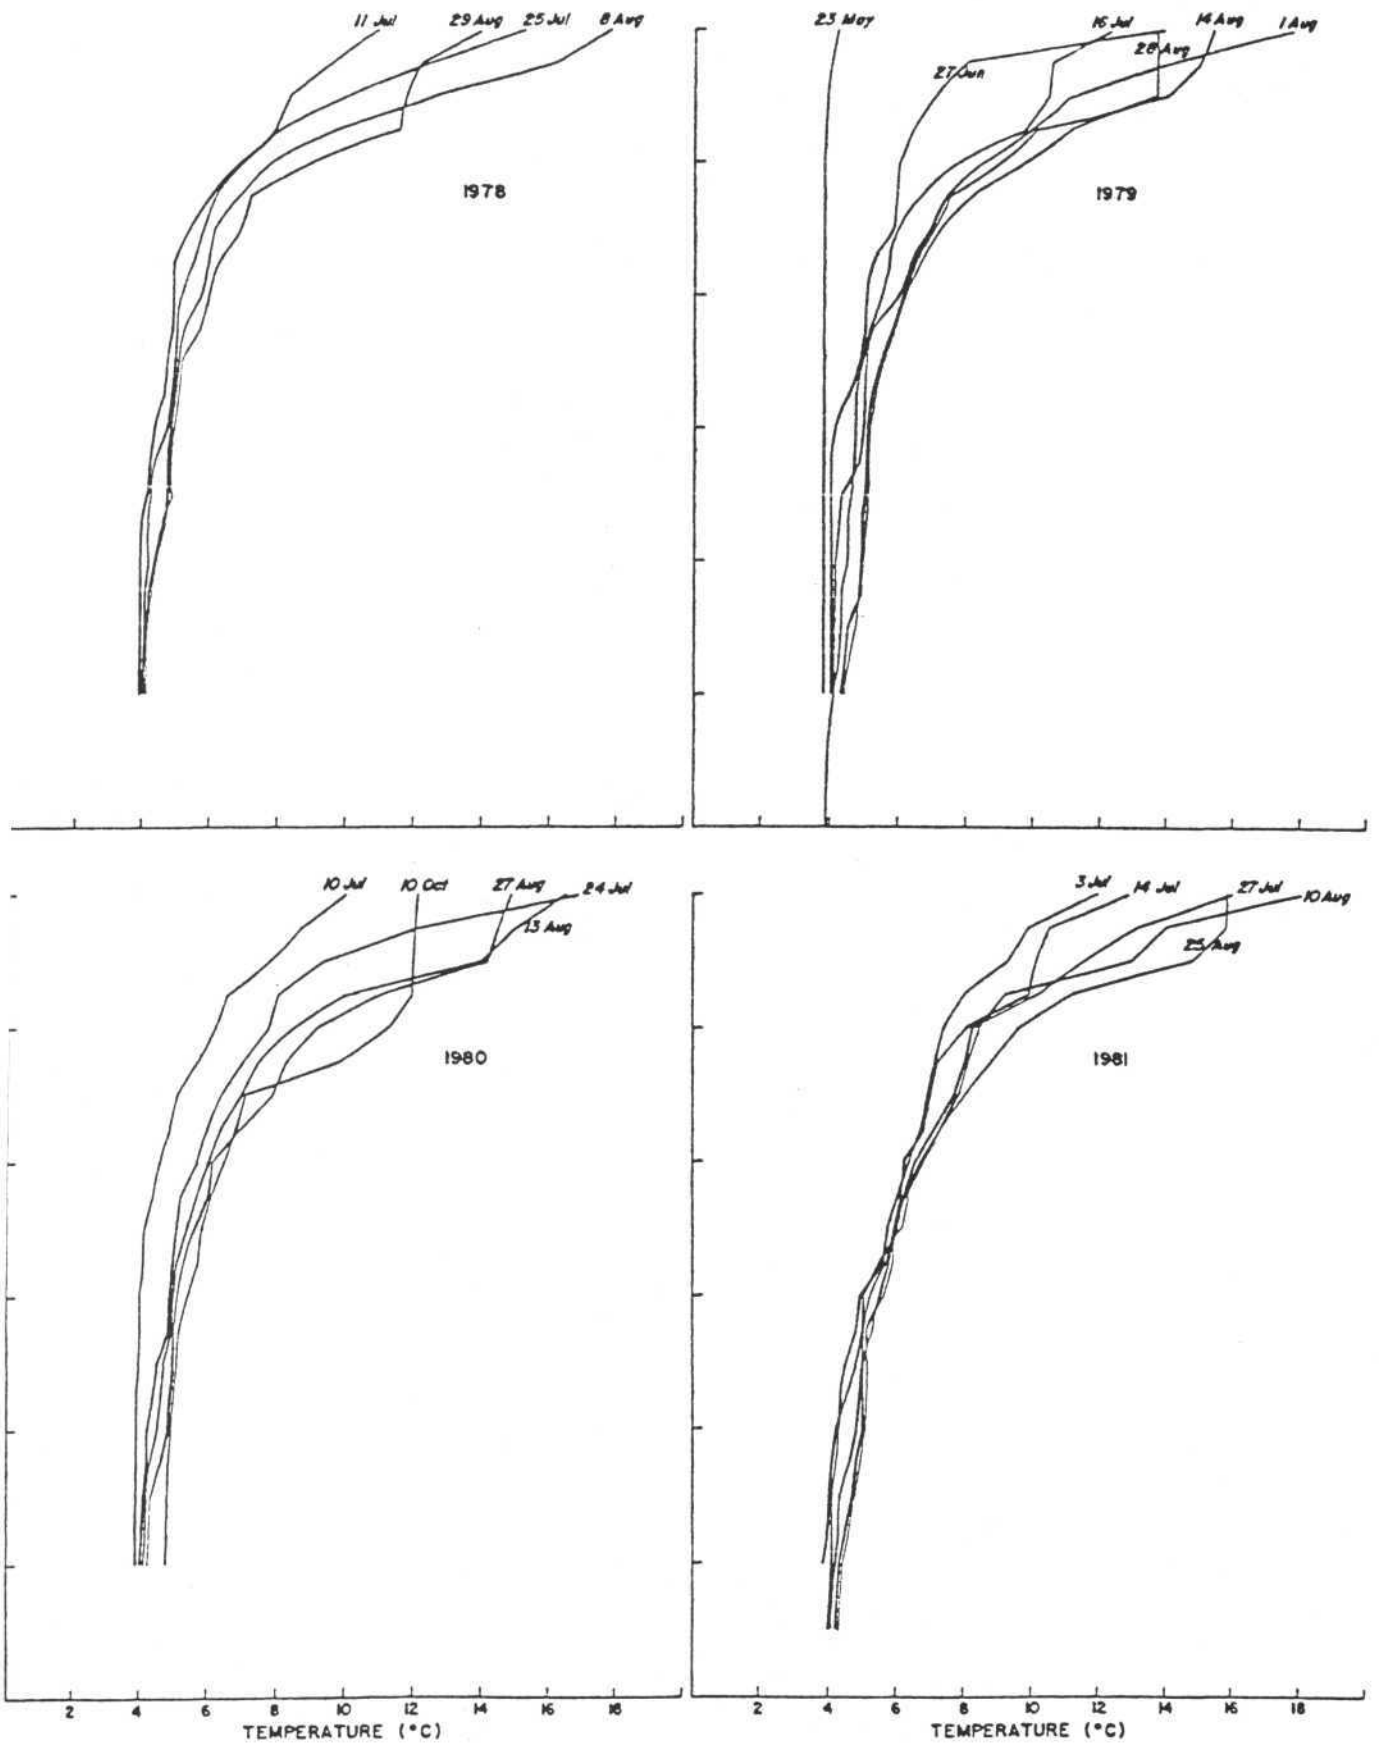 11 Jul 29 Aug 25 Jul 8 Aug
1978
23 May 16 Jul 14 Aug 1 Aug
28 Aug
27 Jun
1979
10 Jul 10 Oct 27 Aug 24 Jul
13 Aug
1980
3 Jul 14 Jul 27 Jul 10 Aug
25 Aug
1981
2 4 6 8 10 12 14 16 18
TEMPERATURE (°C)
2 4 6 8 10 12 14 16 18
TEMPERATURE (°C)